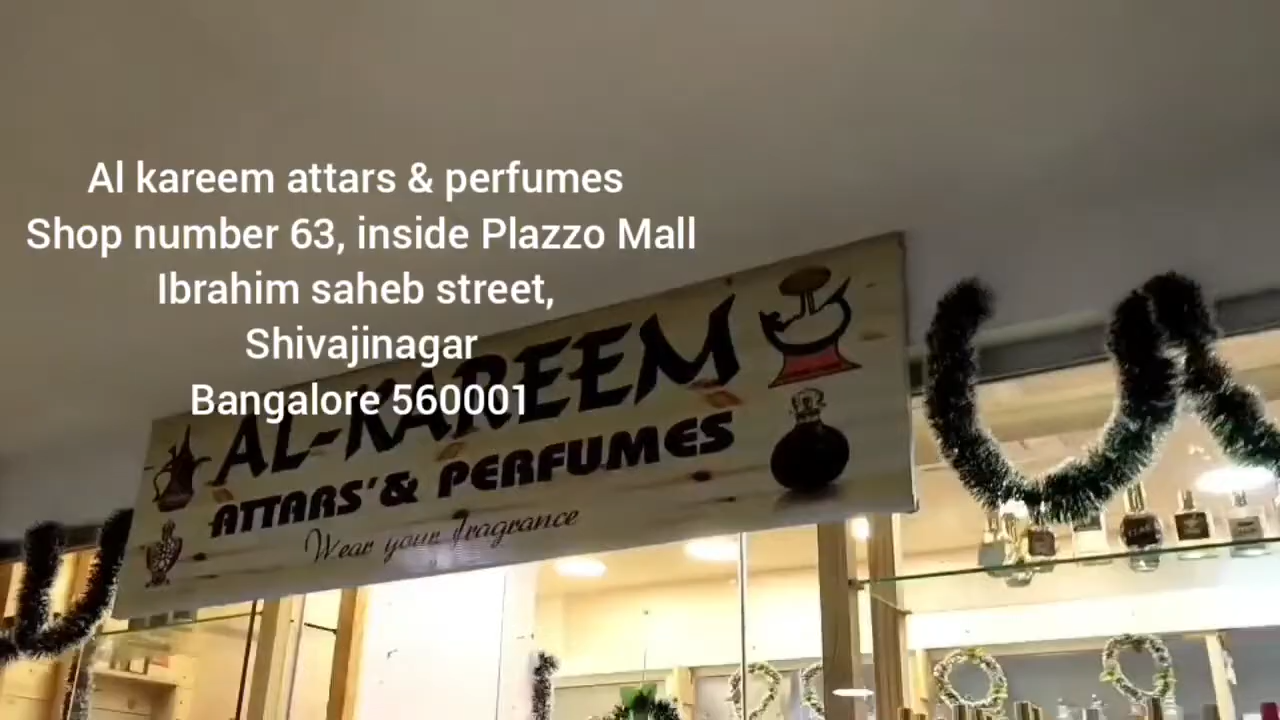 Al kareem attars & perfumes
Shop number 63, inside Plazzo Mall
Ibrahim saheb street,
Shivajinagar
Bangalore 560001
AL-KAREEM
ATTARS'& PERFUMES
Wear your fragrance